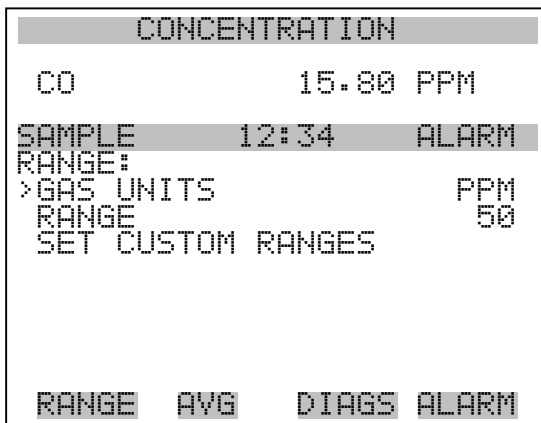 CONCENTRATION
CO 15.80 PPM
SAMPLE 12:34 ALARM
RANGE:
>GAS UNITS PPM
RANGE 50
SET CUSTOM RANGES
RANGE AVG DIAGS ALARM